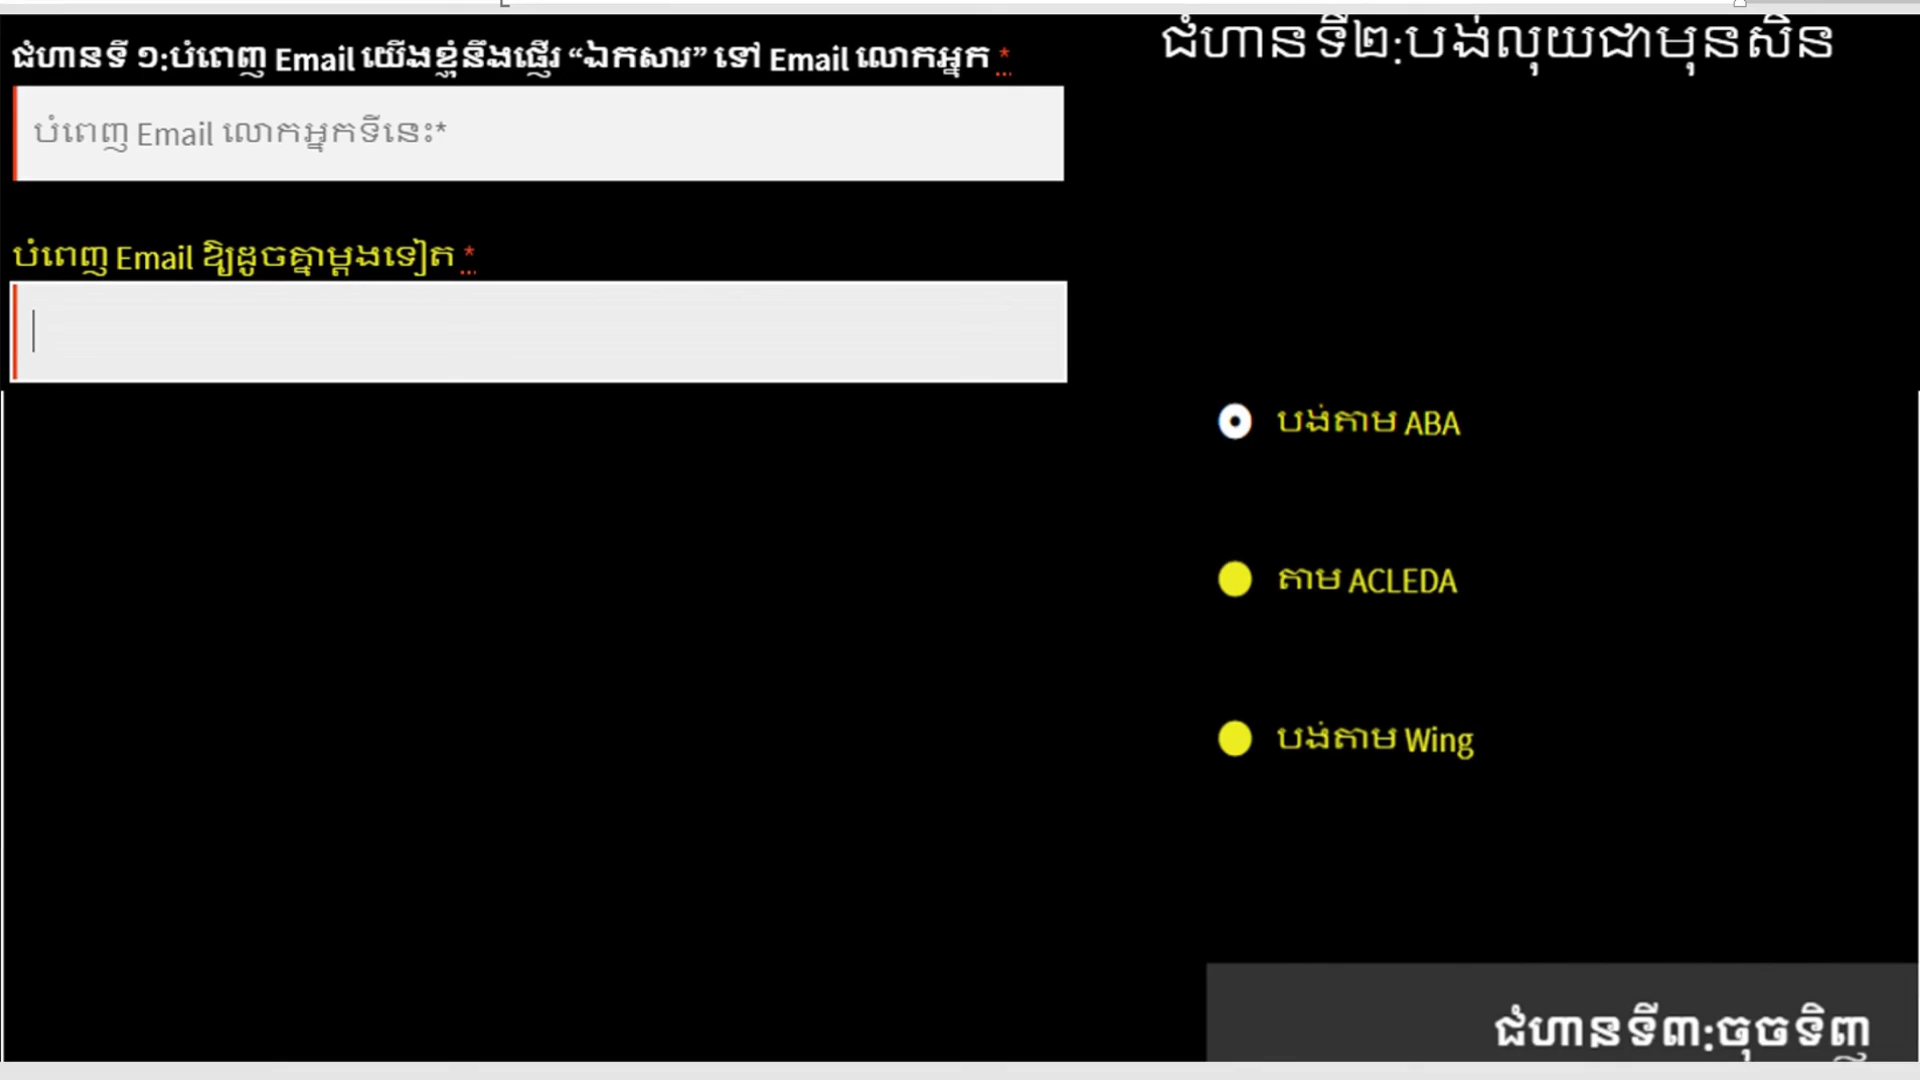 ជំហានទី ១:បំពេញ Email យើងខ្ញុំនឹងផ្ញើរ “ឯកសារ” ទៅ Email លោកអ្នក *
បំពេញ Email លោកអ្នកទីនេះ*
បំពេញ Email ឱ្យដូចគ្នាម្តងទៀត *
ជំហានទី២:បង់លុយជាមុនសិន
បង់តាម ABA
តាម ACLEDA
បង់តាម Wing
ជំហានទី៣:ចុចទិញ